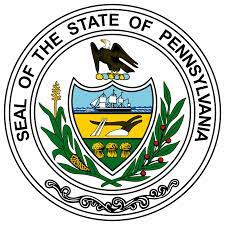 SEAL OF THE STATE OF PENNSYLVANIA